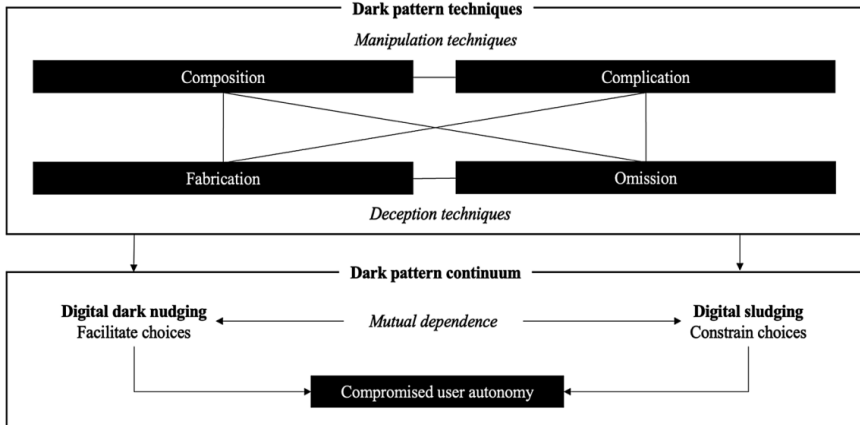 Dark pattern techniques
Manipulation techniques
Composition
Complication
Fabrication
Omission
Deception techniques
Dark pattern continuum
Digital dark nudging
Facilitate choices
Mutual dependence
Digital sludging
Constrain choices
Compromised user autonomy